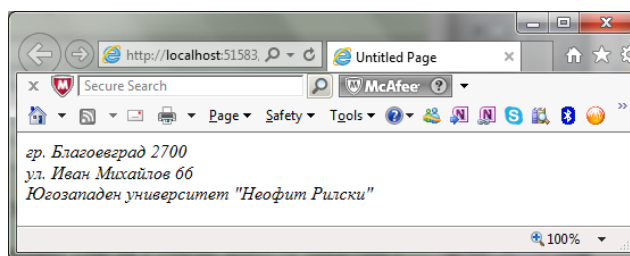 http://localhost:51583,
Untitled Page
Secure Search
McAfee
Page
Safety
Tools
гр. Благоевград 2700
ул. Иван Михайлов 66
Югозападен университет "Неофит Рилски"
100%